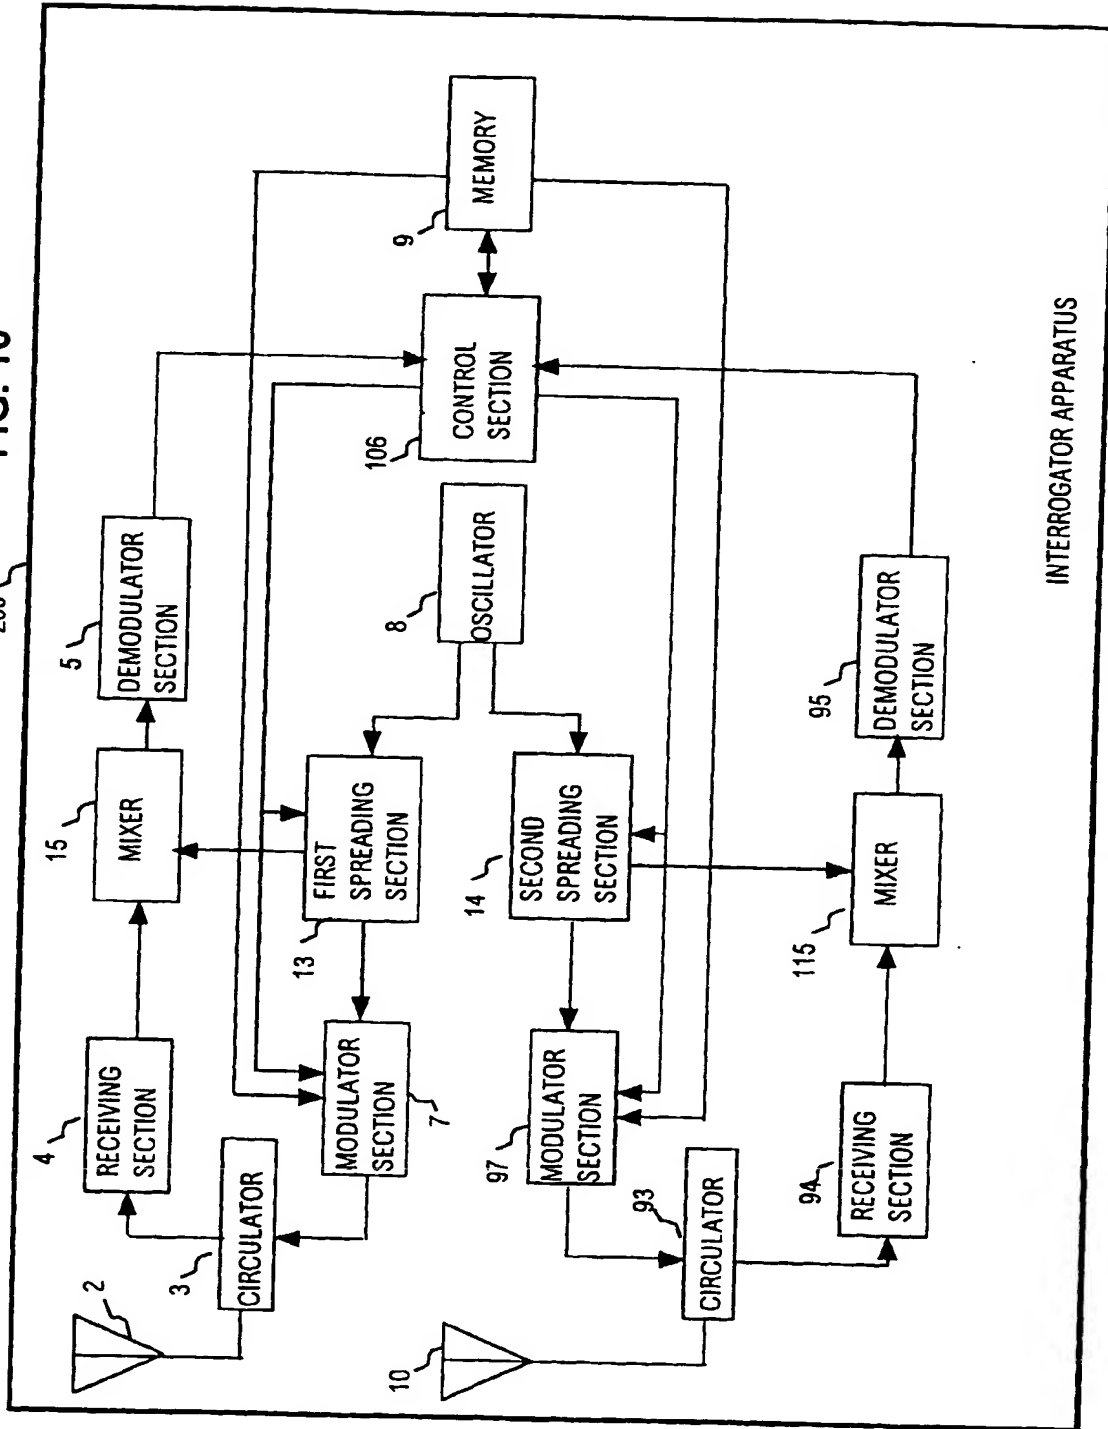 FIG.
5
DEMODULATOR
SECTION
15
MIXER
4
RECEIVING
SECTION
2
3
CIRCULATOR
9
MEMORY
106
CONTROL
SECTION
8
OSCILLATOR
13
FIRST
SPREADING
SECTION
7
MODULATOR
SECTION
14
SECOND
SPREADING
SECTION
97
MODULATOR
SECTION
10
93
CIRCULATOR
95
DEMODULATOR
SECTION
115
MIXER
94
RECEIVING
SECTION
INTERROGATOR APPARATUS